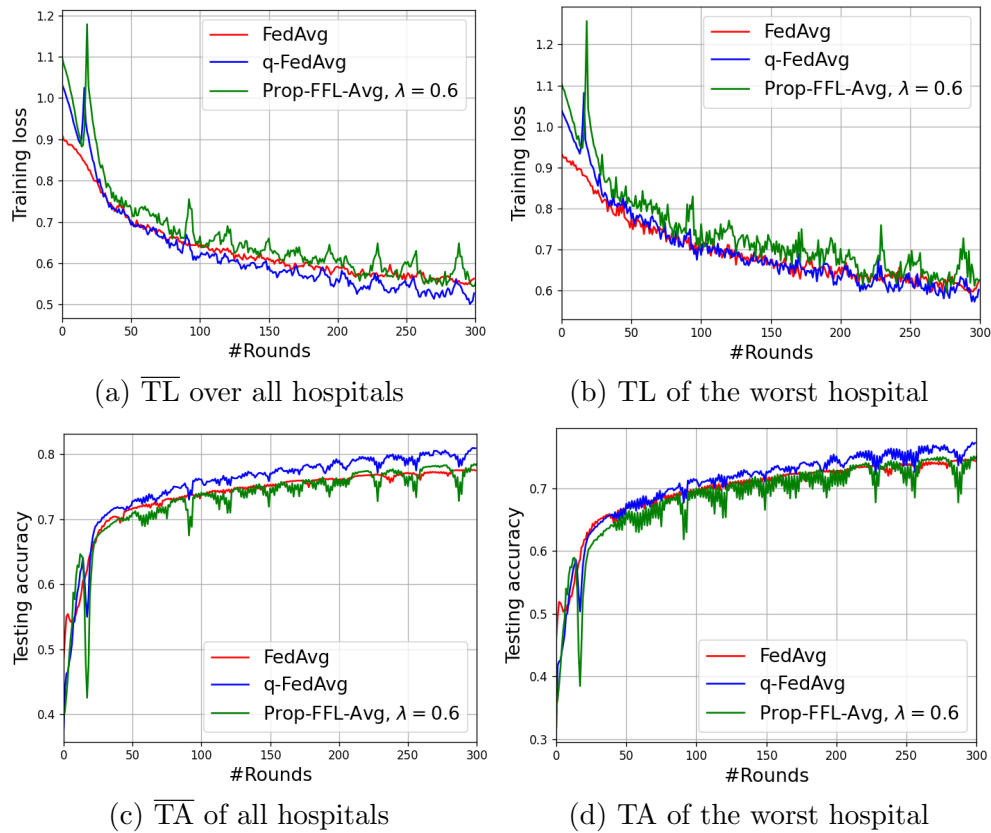 1.2
1.1
1.0
0.9
0.8
0.7
0.6
0.5
Training loss
FedAvg
q-FedAvg
Prop-FFL-Avg, λ = 0.6
0 50 100 150 200 250 300
#Rounds
(a) T̅L̅ over all hospitals
1.2
1.1
1.0
0.9
0.8
0.7
0.6
Training loss
FedAvg
q-FedAvg
Prop-FFL-Avg, λ = 0.6
0 50 100 150 200 250 300
#Rounds
(b) TL of the worst hospital
0.8
0.7
0.6
0.5
0.4
Testing accuracy
FedAvg
q-FedAvg
Prop-FFL-Avg, λ = 0.6
0 50 100 150 200 250 300
#Rounds
(c) T̅A̅ of all hospitals
0.7
0.6
0.5
0.4
0.3
Testing accuracy
FedAvg
q-FedAvg
Prop-FFL-Avg, λ = 0.6
0 50 100 150 200 250 300
#Rounds
(d) TA of the worst hospital